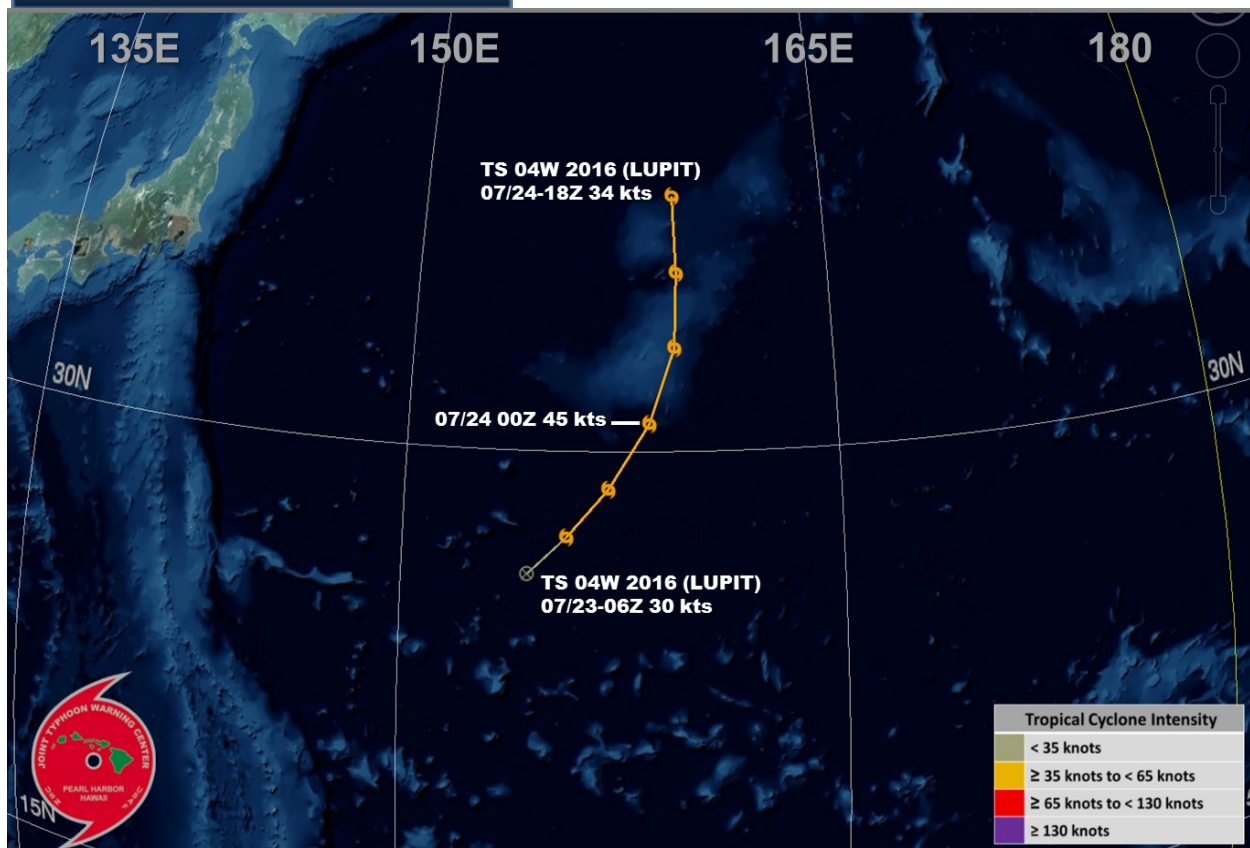 135E
150E
165E
180
TS 04W 2016 (LUPIT)
07/24-18Z 34 kts
30N
30N
07/24 00Z 45 kts
TS 04W 2016 (LUPIT)
07/23-06Z 30 kts
JOINT TYPHOON WARNING CENTER
PEARL HARBOR
HAWAII
15N
Tropical Cyclone Intensity
< 35 knots
≥ 35 knots to < 65 knots
≥ 65 knots to < 130 knots
≥ 130 knots